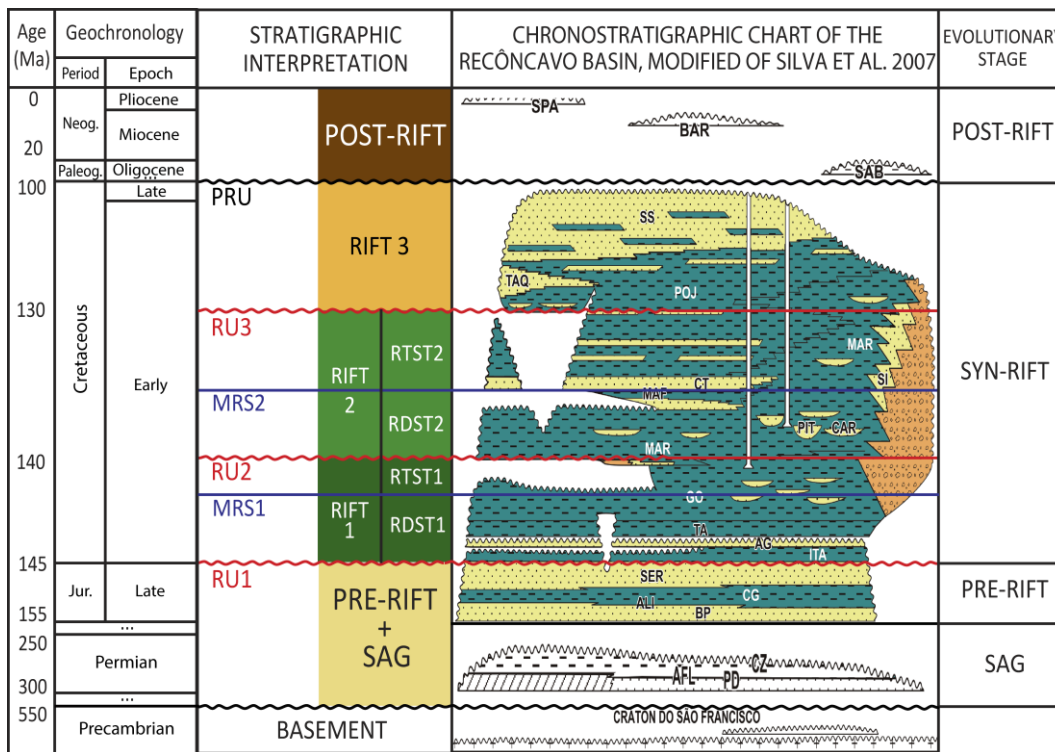 Age
(Ma)
Geochronology
Period
Epoch
STRATIGRAPHIC
INTERPRETATION
CHRONOSTRATIGRAPHIC CHART OF THE
RECÔNCAVO BASIN, MODIFIED OF SILVA ET AL. 2007
EVOLUTIONARY
STAGE
0
20
100
130
140
145
155
250
300
550
Neog.
Pliocene
Miocene
Paleog.
Oligocene
...
Cretaceous
Late
Early
Jur.
Late
...
Permian
...
Precambrian
PRU
RU3
MRS2
RU2
MRS1
RU1
POST-RIFT
RIFT 3
RIFT
2
RTST2
RDST2
RIFT
1
RTST1
RDST1
PRE-RIFT
+
SAG
BASEMENT
SPA
BAR
SAB
SS
TAQ
POJ
MAR
SI
CT
MAF
PIT
CAR
MAR
GO
TA
AG
ITA
SER
CG
ALI
BP
CZ
AFL
PD
CRATON DO SÃO FRANCISCO
POST-RIFT
SYN-RIFT
PRE-RIFT
SAG